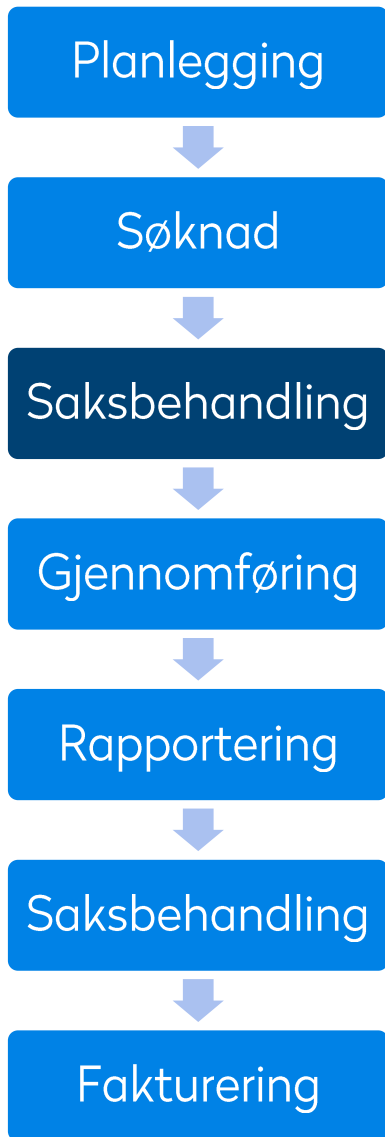 Planlegging
Søknad
Saksbehandling
Gjennomføring
Rapportering
Saksbehandling
Fakturering